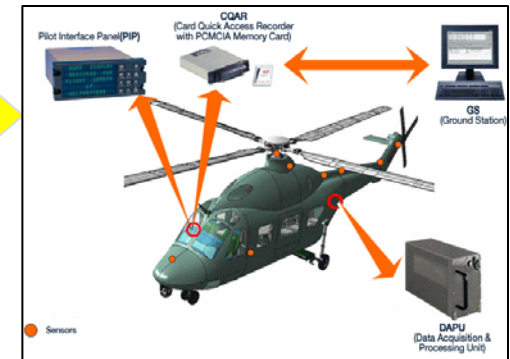 CQAR
(Card Quick Access Recorder
with PCMCIA Memory Card)
Pilot Interface Panel(PIP)
GS
(Ground Station)
DAPU
(Data Acquisition &
Processing Unit)
Sensors